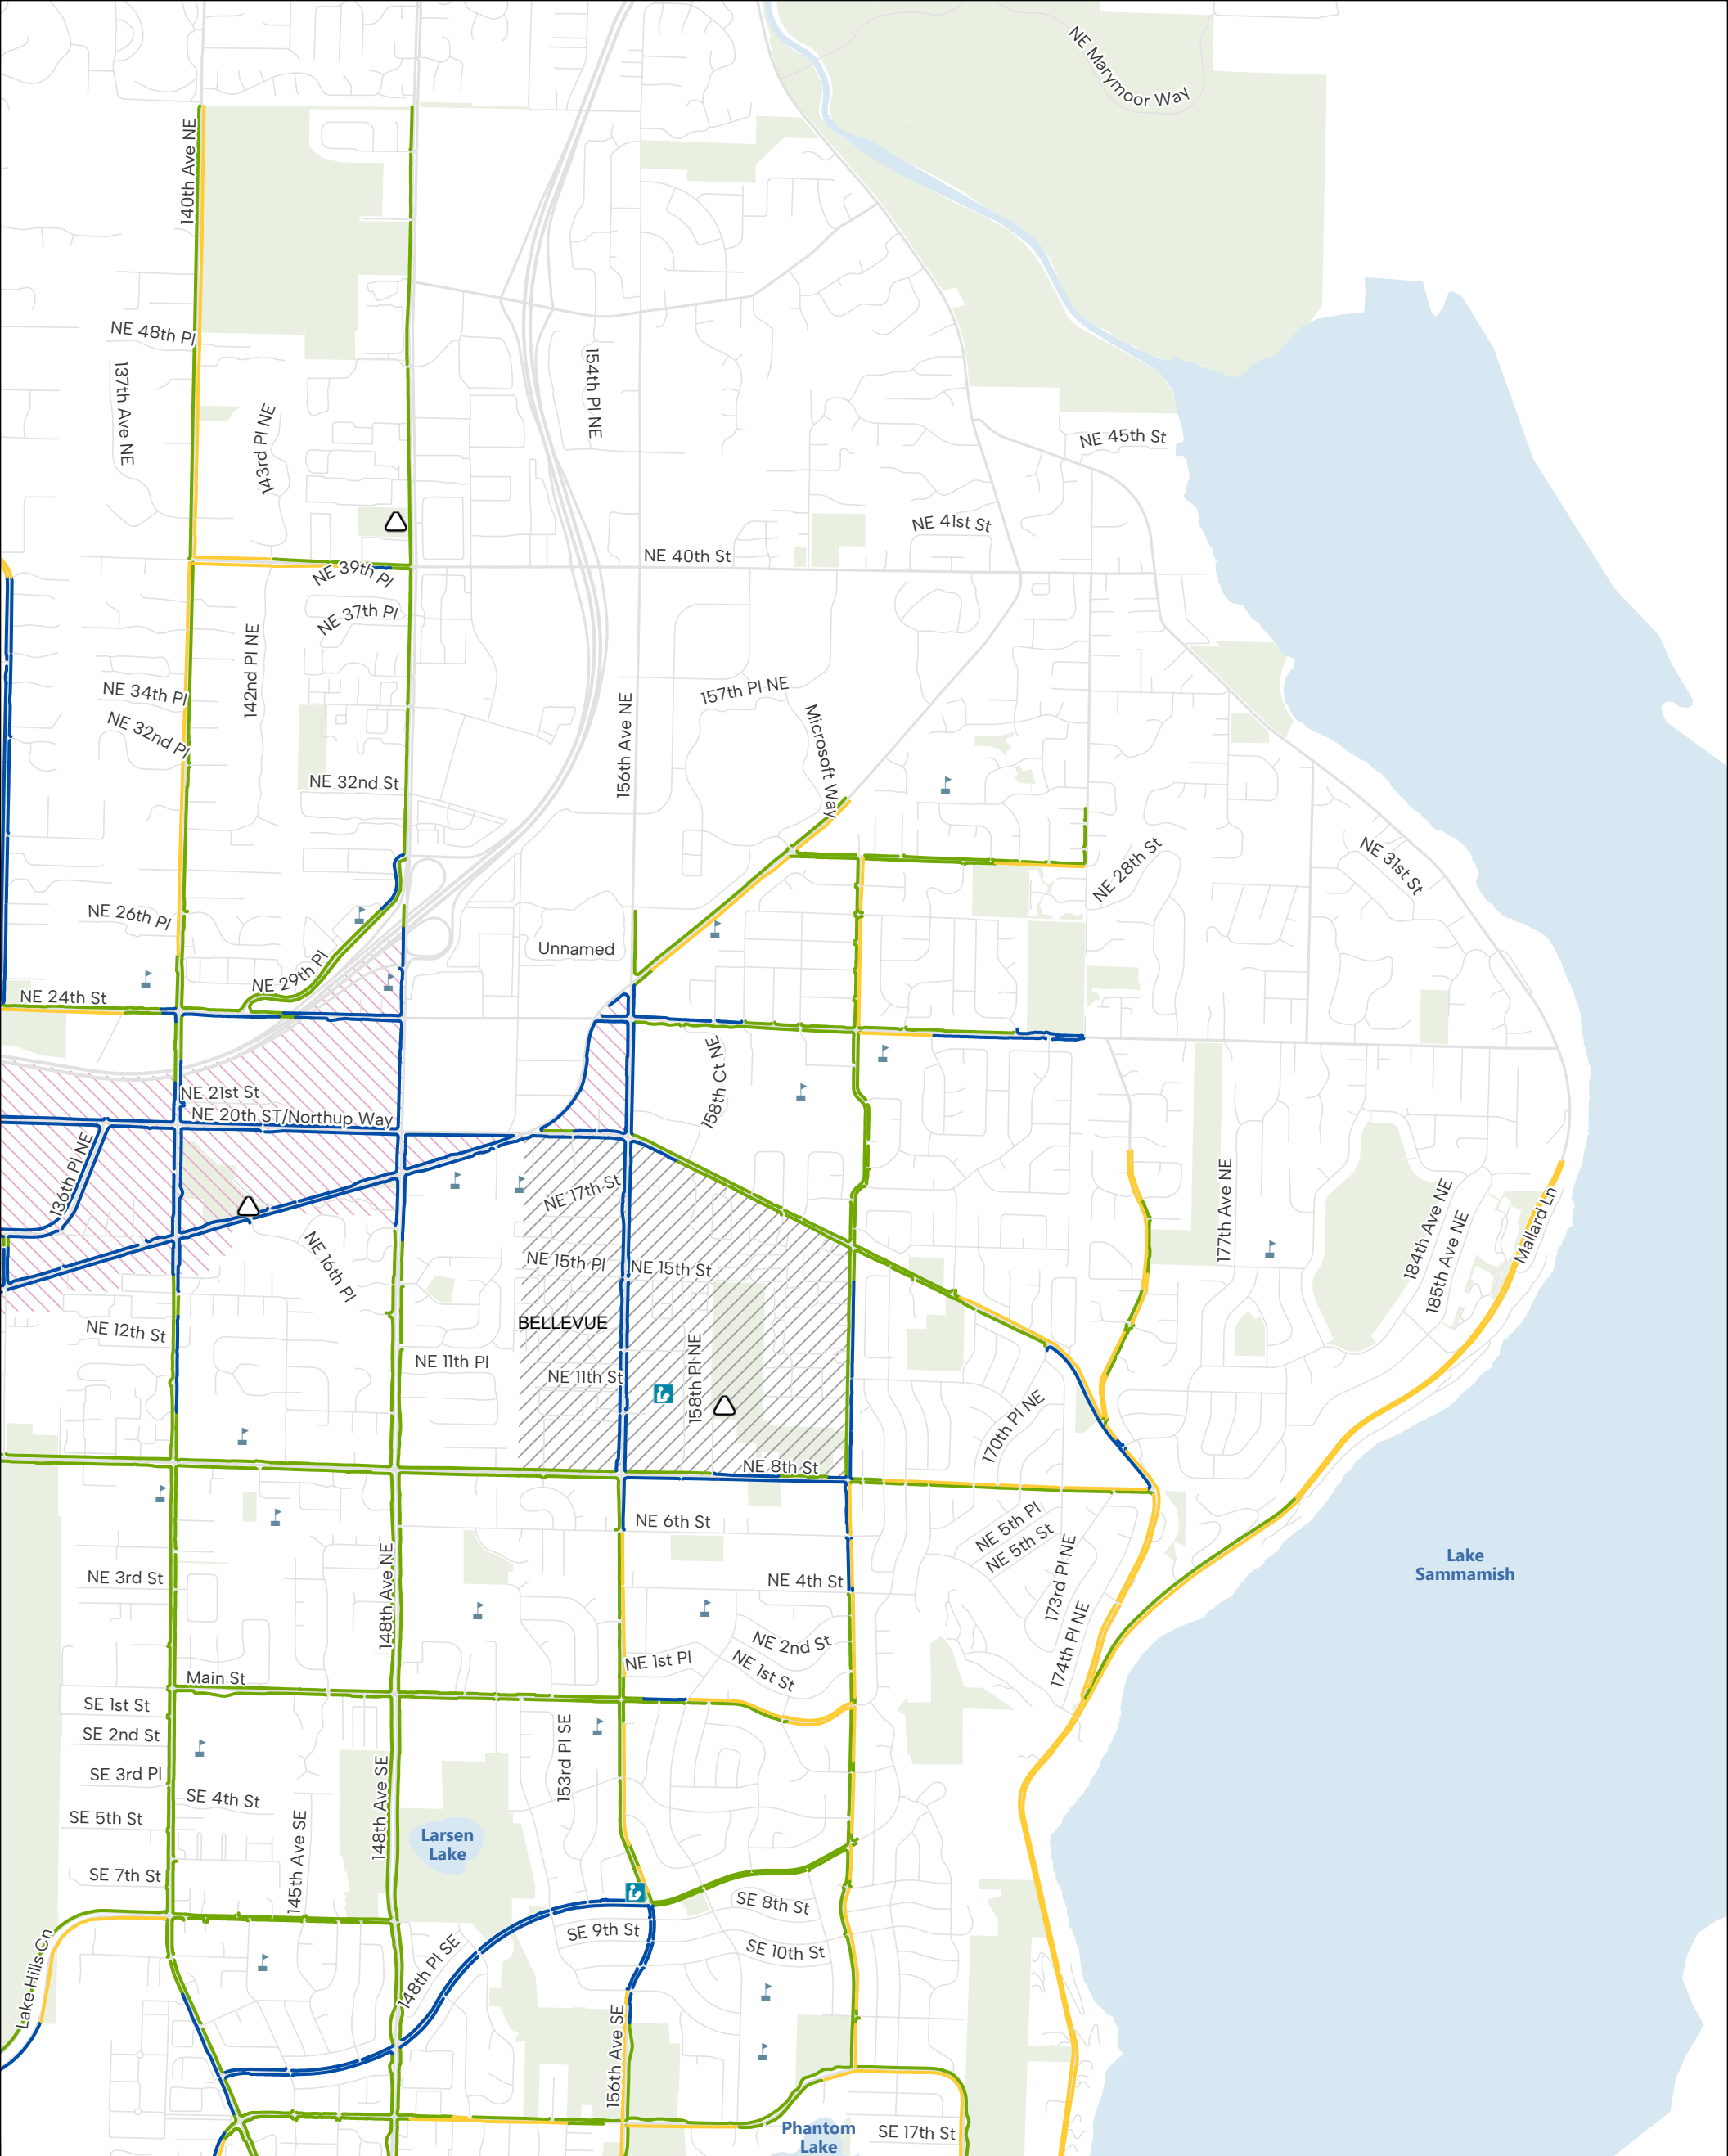 NE Marymoor Way
140th Ave NE
NE 48th Pl
137th Ave NE
154th Pl NE
143rd Pl NE
NE 45th St
NE 41st St
NE 40th St
NE 39th Pl
NE 37th Pl
142nd Pl NE
NE 34th Pl
157th Pl NE
156th Ave NE
Microsoft Way
NE 32nd Pl
NE 32nd St
NE 28th St
NE 31st St
NE 26th Pl
Unnamed
NE 29th Pl
NE 24th St
158th Ct NE
NE 21st St
NE 20th ST/Northup Way
136th Pl NE
NE 17th St
177th Ave NE
184th Ave NE
185th Ave NE
Mallard Ln
NE 16th Pl
NE 15th Pl
NE 15th St
BELLEVUE
NE 12th St
NE 11th Pl
NE 11th St
158th Pl NE
170th Pl NE
NE 8th St
NE 6th St
NE 5th Pl
NE 5th St
Lake
Sammamish
NE 3rd St
148th Ave NE
NE 4th St
173rd Pl NE
174th Pl NE
NE 2nd St
NE 1st Pl
NE 1st St
Main St
SE 1st St
SE 2nd St
153rd Pl SE
SE 3rd Pl
148th Ave SE
SE 4th St
SE 5th St
145th Ave SE
Larsen
Lake
SE 7th St
SE 8th St
SE 9th St
SE 10th St
Lake Hills Cn
148th Pl SE
156th Ave SE
Phantom
Lake
SE 17th St